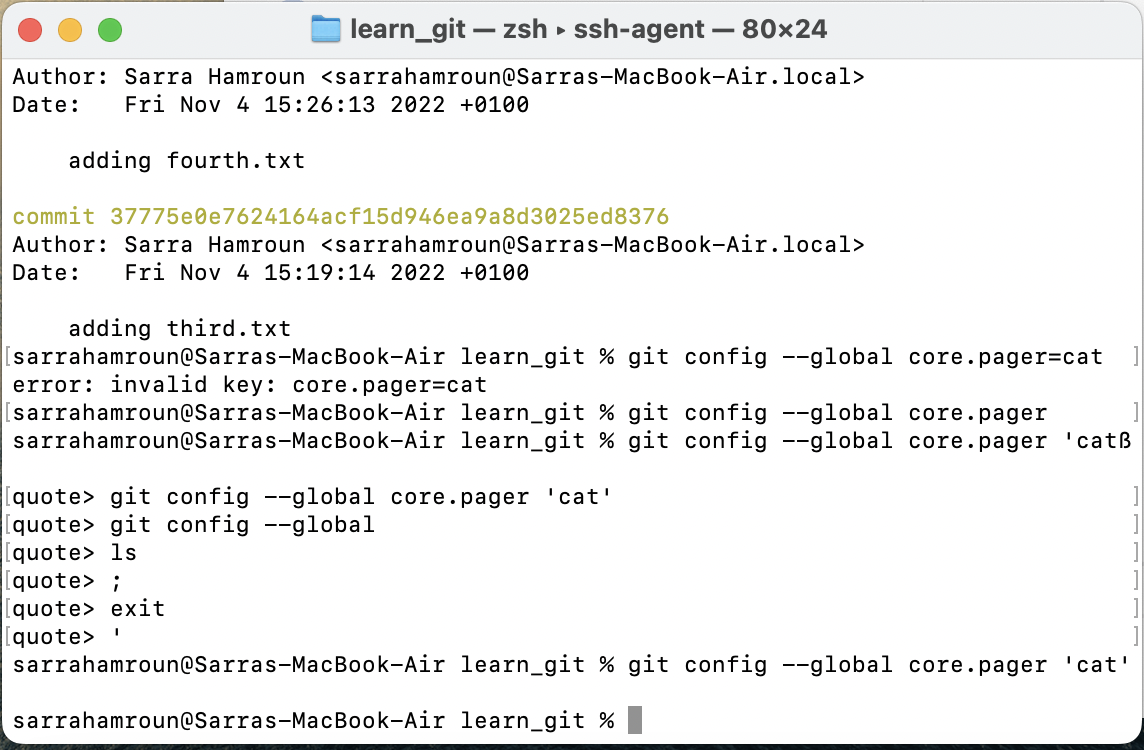 learn_git — zsh ▸ ssh-agent — 80×24
Author: Sarra Hamroun <sarrahamroun@Sarras-MacBook-Air.local>
Date:   Fri Nov 4 15:26:13 2022 +0100
    adding fourth.txt
commit 37775e0e7624164acf15d946ea9a8d3025ed8376
Author: Sarra Hamroun <sarrahamroun@Sarras-MacBook-Air.local>
Date:   Fri Nov 4 15:19:14 2022 +0100
    adding third.txt
[sarrahamroun@Sarras-MacBook-Air learn_git % git config --global core.pager=cat  ]
error: invalid key: core.pager=cat
[sarrahamroun@Sarras-MacBook-Air learn_git % git config --global core.pager      ]
sarrahamroun@Sarras-MacBook-Air learn_git % git config --global core.pager 'catß
[quote> git config --global core.pager 'cat'                                     ]
[quote> git config --global                                                      ]
[quote> ls                                                                       ]
[quote> ;                                                                        ]
[quote> exit                                                                     ]
[quote> '                                                                        ]
sarrahamroun@Sarras-MacBook-Air learn_git % git config --global core.pager 'cat'
sarrahamroun@Sarras-MacBook-Air learn_git %